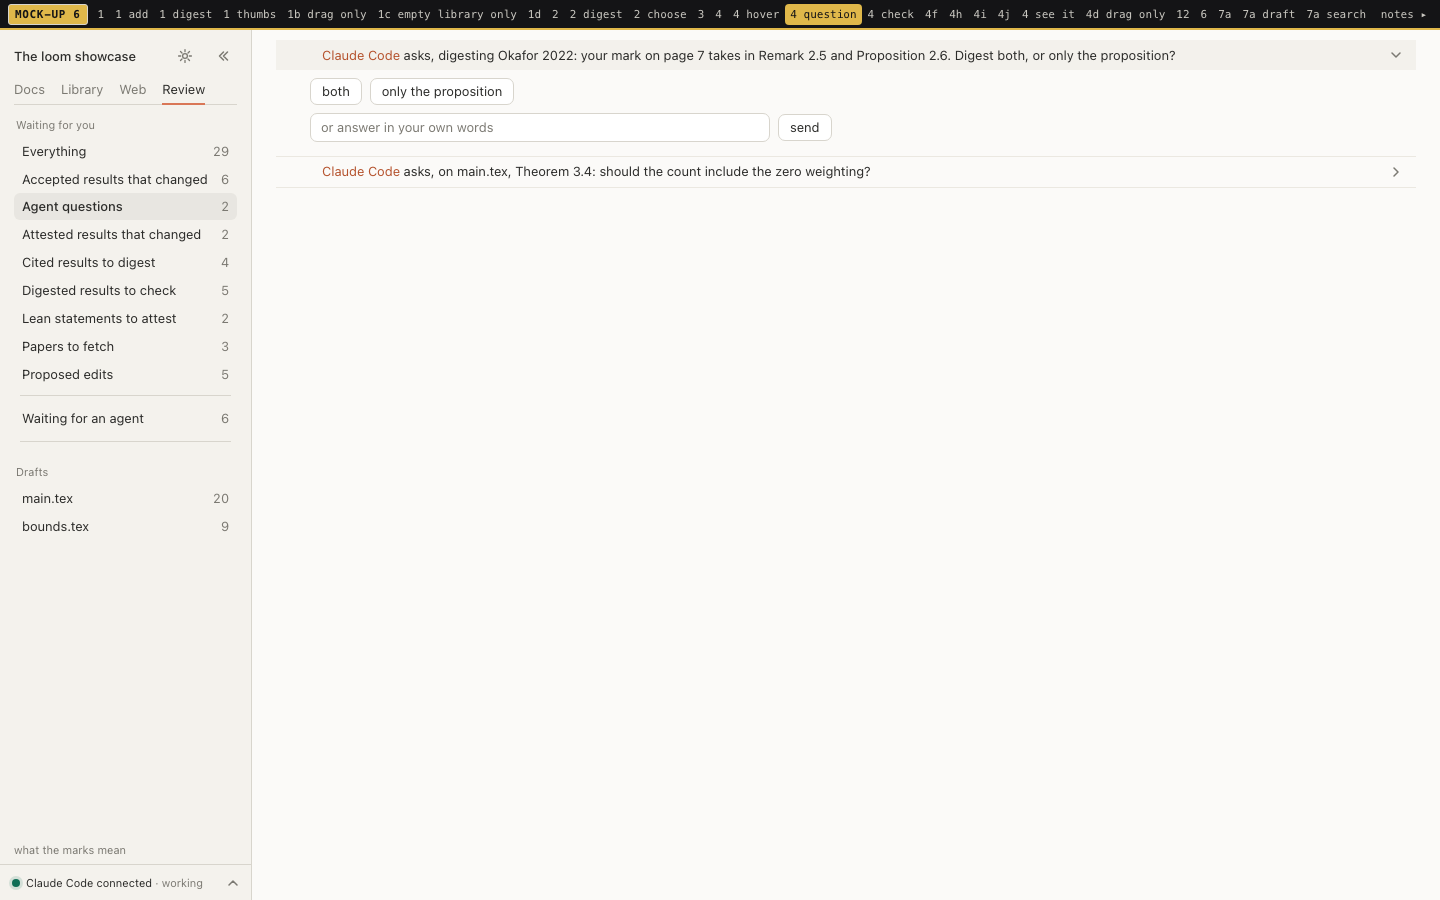 MOCK—UP 6 1 1 add 1 digest 1 thumbs 1b drag only 1c empty library only 1d 2 2 digest 2 choose 3 4 4 hover 4 question 4 check 4f 4h 4i 4j 4 see it 4d drag only 12 6 7a 7a draft 7a search notes ▸
The loom showcase
Docs Library Web Review
Waiting for you
Everything 29
Accepted results that changed 6
Agent questions 2
Attested results that changed 2
Cited results to digest 4
Digested results to check 5
Lean statements to attest 2
Papers to fetch 3
Proposed edits 5
Waiting for an agent 6
Drafts
main.tex 20
bounds.tex 9
what the marks mean
Claude Code connected · working
Claude Code asks, digesting Okafor 2022: your mark on page 7 takes in Remark 2.5 and Proposition 2.6. Digest both, or only the proposition?
both only the proposition
or answer in your own words send
Claude Code asks, on main.tex, Theorem 3.4: should the count include the zero weighting?